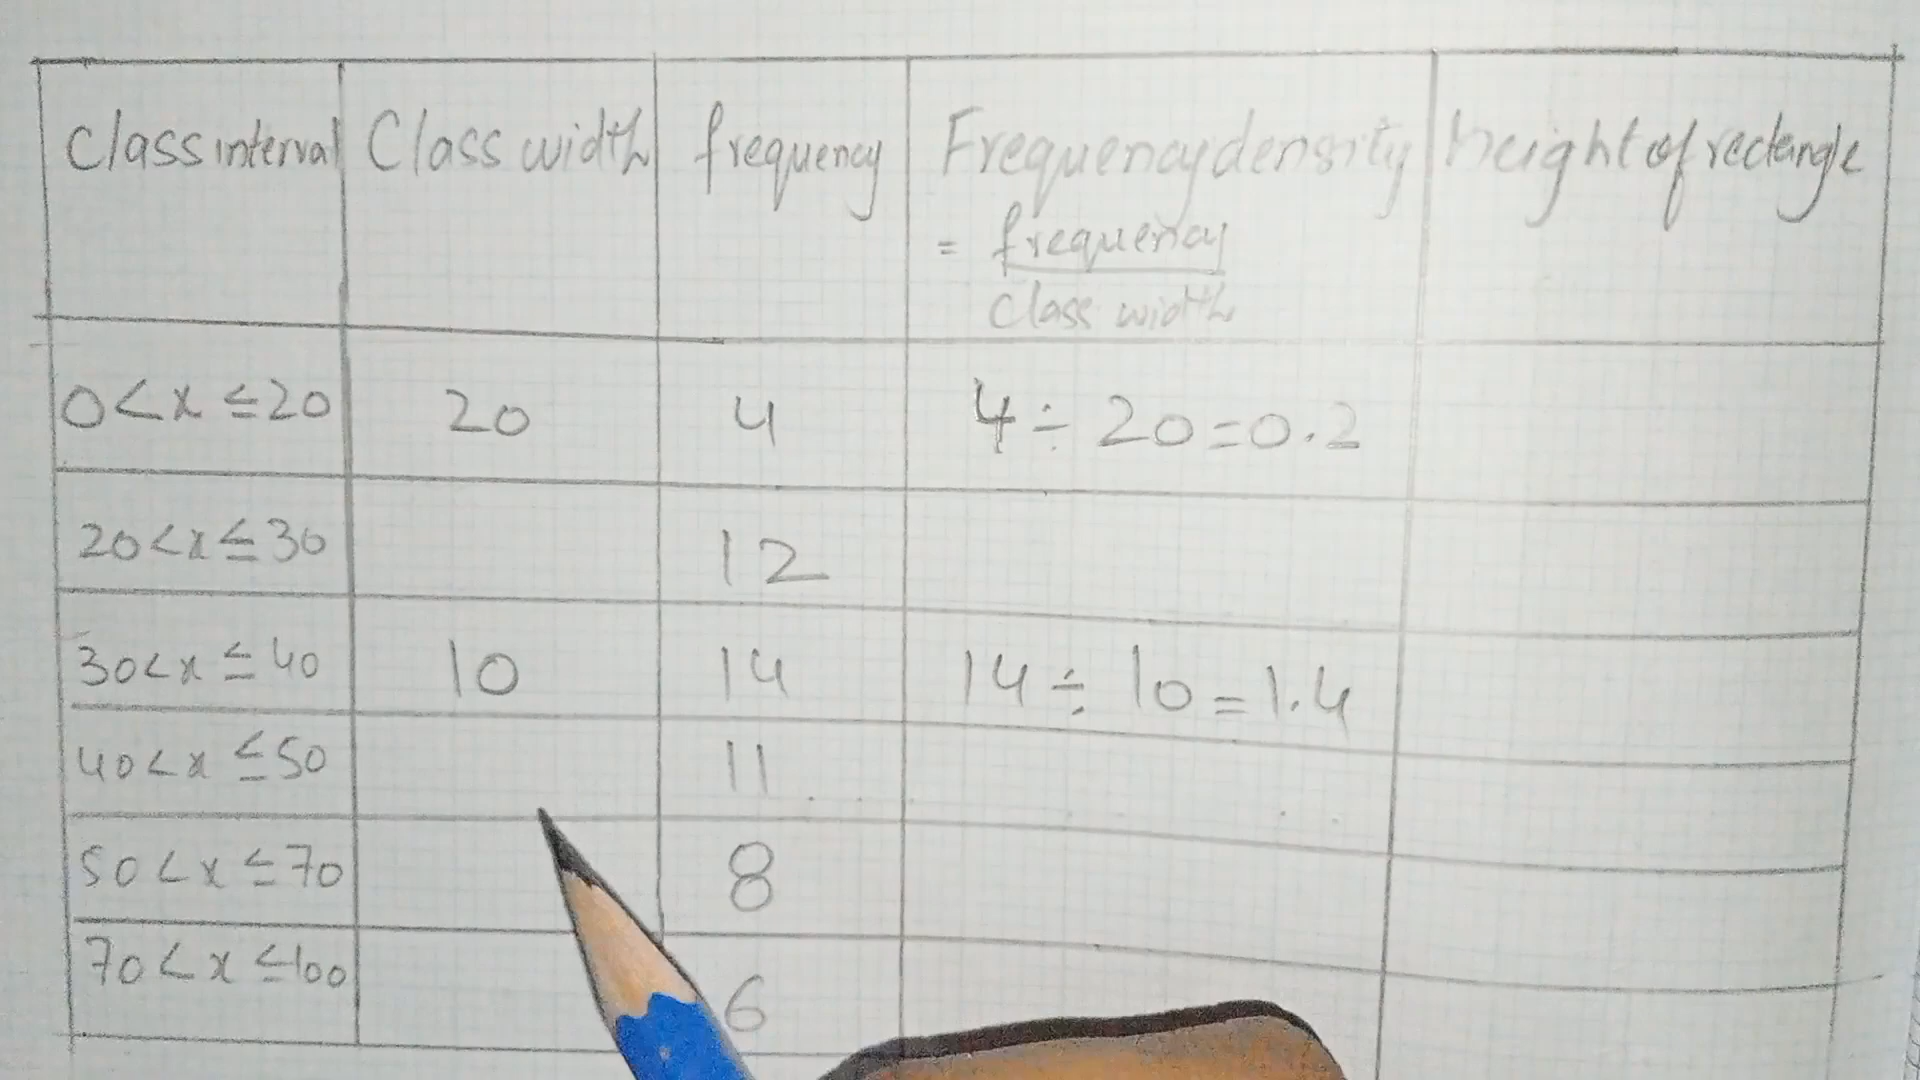 Class interval Class width frequency Frequency density height of rectangle
= frequency
Class width
0 < x ≤ 20 20 4 4 ÷ 20 = 0.2
20 < x ≤ 30 12
30 < x ≤ 40 10 14 14 ÷ 10 = 1.4
40 < x ≤ 50 11
50 < x ≤ 70 8
70 < x ≤ 100 6